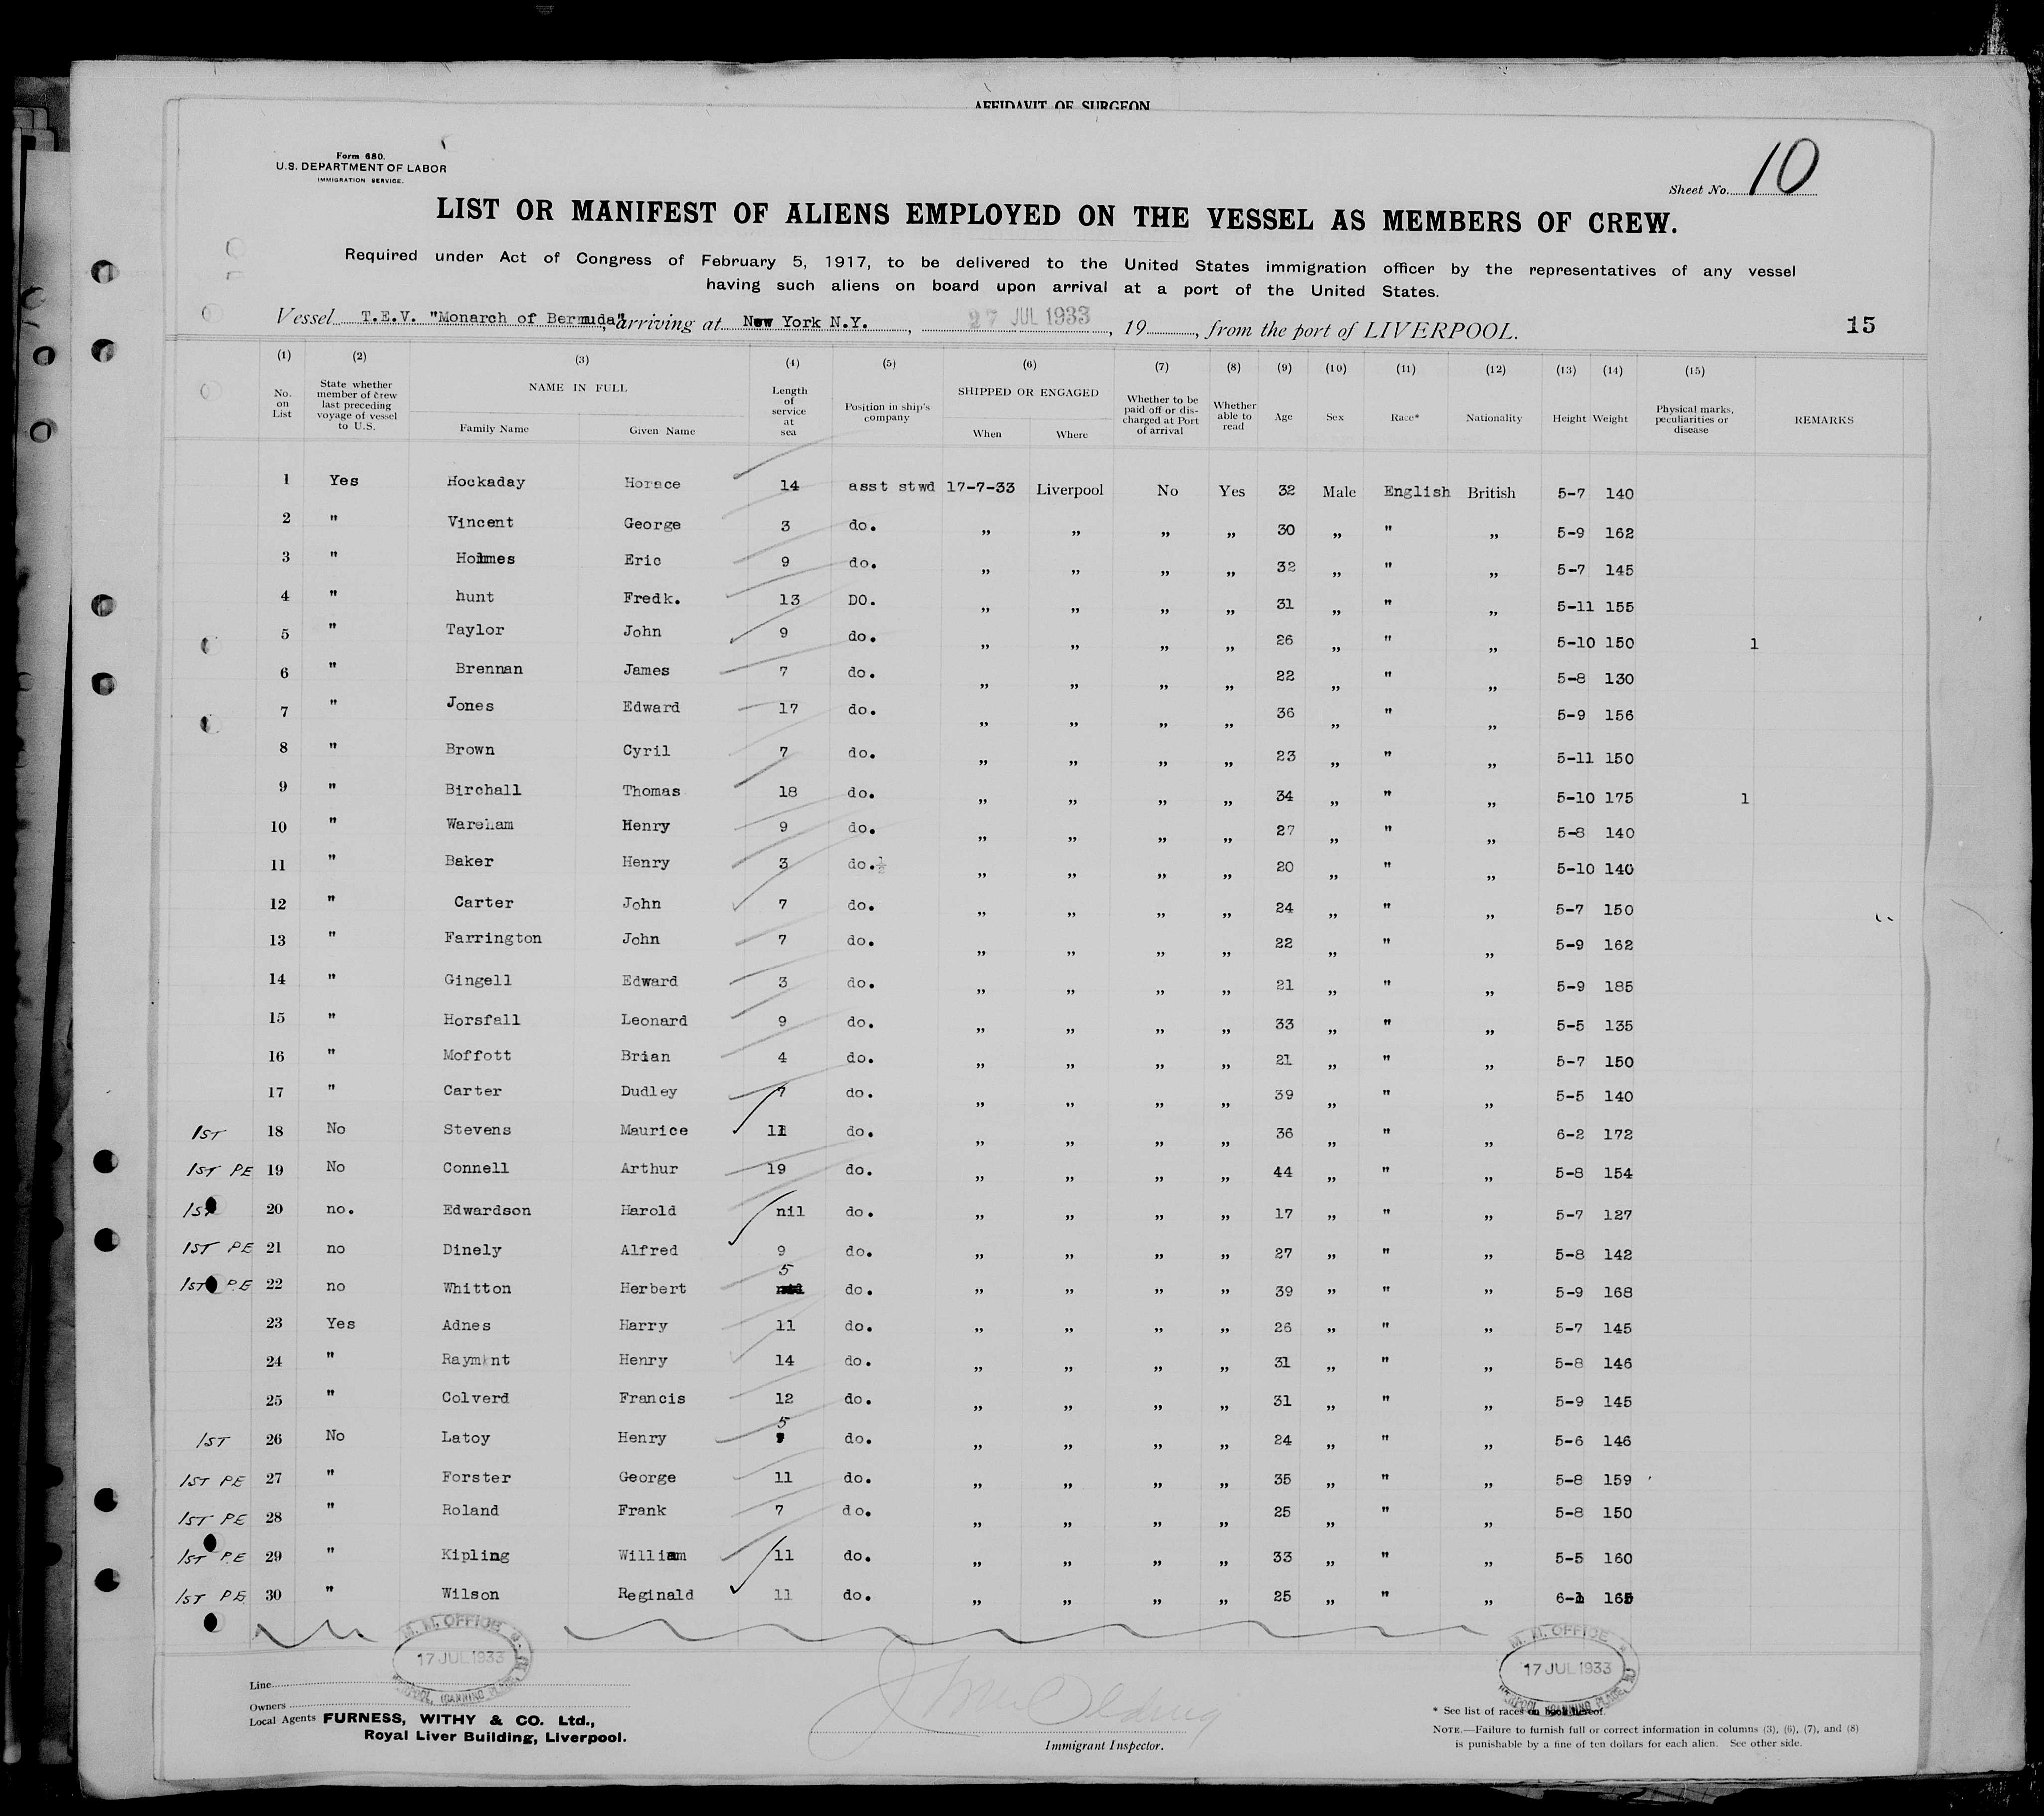 AFFIDAVIT OF SURGEON
Form 680.
U.S. DEPARTMENT OF LABOR
IMMIGRATION SERVICE.
Sheet No. 10
LIST OR MANIFEST OF ALIENS EMPLOYED ON THE VESSEL AS MEMBERS OF CREW.
Required under Act of Congress of February 5, 1917, to be delivered to the United States immigration officer by the representatives of any vessel
having such aliens on board upon arrival at a port of the United States.
Vessel T.E.V. "Monarch of Bermuda", arriving at New York N.Y., 27 JUL 1933, 19, from the port of LIVERPOOL. 15
(1) (2) (3) (4) (5) (6) (7) (8) (9) (10) (11) (12) (13) (14) (15)
No. on List State whether member of crew last preceding voyage of vessel to U.S. NAME IN FULL Family Name Given Name Length of service at sea Position in ship's company SHIPPED OR ENGAGED When Where Whether to be paid off or discharged at Port of arrival Whether able to read Age Sex Race* Nationality Height Weight Physical marks, peculiarities or disease REMARKS
1 Yes Hockaday Horace 14 asst stwd 17-7-33 Liverpool No Yes 32 Male English British 5-7 140
2 " Vincent George 3 do. „ „ „ „ 30 „ " „ 5-9 162
3 " Holmes Eric 9 do. „ „ „ „ 32 „ " „ 5-7 145
4 " hunt Fredk. 13 DO. „ „ „ „ 31 „ " „ 5-11 155
5 " Taylor John 9 do. „ „ „ „ 26 „ " „ 5-10 150 1
6 " Brennan James 7 do. „ „ „ „ 22 „ " „ 5-8 130
7 " Jones Edward 17 do. „ „ „ „ 36 „ " „ 5-9 156
8 " Brown Cyril 7 do. „ „ „ „ 23 „ " „ 5-11 150
9 " Birchall Thomas 18 do. „ „ „ „ 34 „ " „ 5-10 175 1
10 " Wareham Henry 9 do. „ „ „ „ 27 „ " „ 5-8 140
11 " Baker Henry 3 do. „ „ „ „ 20 „ " „ 5-10 140
12 " Carter John 7 do. „ „ „ „ 24 „ " „ 5-7 150
13 " Farrington John 7 do. „ „ „ „ 22 „ " „ 5-9 162
14 " Gingell Edward 3 do. „ „ „ „ 21 „ " „ 5-9 185
15 " Horsfall Leonard 9 do. „ „ „ „ 33 „ " „ 5-5 135
16 " Moffott Brian 4 do. „ „ „ „ 21 „ " „ 5-7 150
17 " Carter Dudley 7 do. „ „ „ „ 39 „ " „ 5-5 140
1ST 18 No Stevens Maurice 11 do. „ „ „ „ 36 „ " „ 6-2 172
1ST PE 19 No Connell Arthur 19 do. „ „ „ „ 44 „ " „ 5-8 154
1ST 20 no. Edwardson Harold nil do. „ „ „ „ 17 „ " „ 5-7 127
1ST PE 21 no Dinely Alfred 9 do. „ „ „ „ 27 „ " „ 5-8 142
1ST P.E 22 no Whitton Herbert 5 do. „ „ „ „ 39 „ " „ 5-9 168
23 Yes Adnes Harry 11 do. „ „ „ „ 26 „ " „ 5-7 145
24 " Raymnt Henry 14 do. „ „ „ „ 31 „ " „ 5-8 146
25 " Colverd Francis 12 do. „ „ „ „ 31 „ " „ 5-9 145
1ST 26 No Latoy Henry 5 do. „ „ „ „ 24 „ " „ 5-6 146
1ST PE 27 " Forster George 11 do. „ „ „ „ 35 „ " „ 5-8 159
1ST PE 28 " Roland Frank 7 do. „ „ „ „ 25 „ " „ 5-8 150
1ST P.E 29 " Kipling William 11 do. „ „ „ „ 33 „ " „ 5-5 160
1ST P.E. 30 " Wilson Reginald 11 do. „ „ „ „ 25 „ " „ 6-1 165
M. M. OFFICE 17 JUL 1933 LIVERPOOL, CANNING PLACE
M. M. OFFICE 17 JUL 1933 LIVERPOOL, CANNING PLACE
Line
Owners
Local Agents FURNESS, WITHY & CO. Ltd.,
Royal Liver Building, Liverpool.
Immigrant Inspector.
* See list of races on back hereof.
NOTE.—Failure to furnish full or correct information in columns (3), (6), (7), and (8)
is punishable by a fine of ten dollars for each alien. See other side.